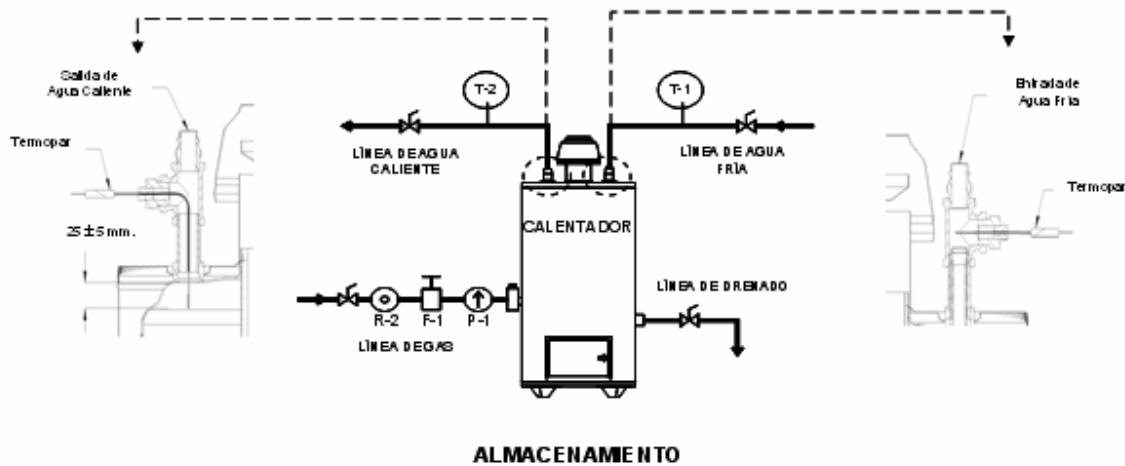 Salida de
Agua Caliente
Termopar
25 ± 5 mm.
T-2
T-1
LÍNEA DE AGUA
CALIENTE
LÍNEA DE AGUA
FRÍA
Entrada de
Agua Fría
Termopar
CALENTADOR
R-2
F-1
P-1
LÍNEA DE GAS
LÍNEA DE DRENADO
ALMACENAMIENTO